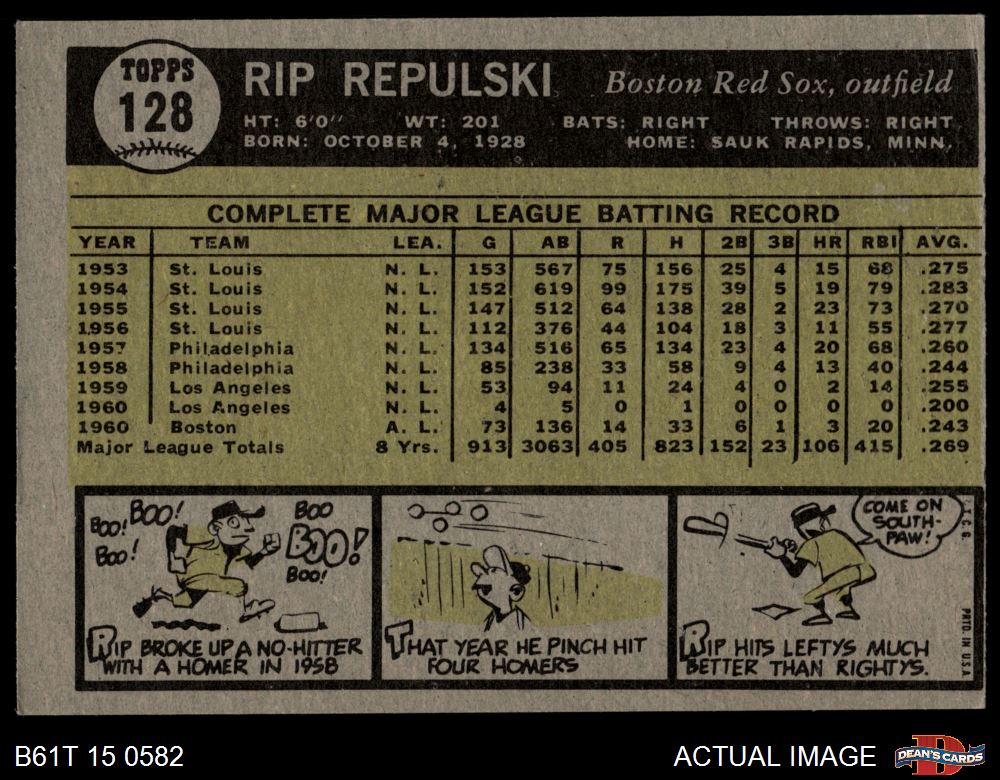 TOPPS
128
RIP REPULSKI Boston Red Sox, outfield
HT: 6'0" WT: 201 BATS: RIGHT THROWS: RIGHT
BORN: OCTOBER 4, 1928 HOME: SAUK RAPIDS, MINN.
COMPLETE MAJOR LEAGUE BATTING RECORD
YEAR TEAM LEA. G AB R H 2B 3B HR RBI AVG.
1953 St. Louis N. L. 153 567 75 156 25 4 15 68 .275
1954 St. Louis N. L. 152 619 99 175 39 5 19 79 .283
1955 St. Louis N. L. 147 512 64 138 28 2 23 73 .270
1956 St. Louis N. L. 112 376 44 104 18 3 11 55 .277
1957 Philadelphia N. L. 134 516 65 134 23 4 20 68 .260
1958 Philadelphia N. L. 85 238 33 58 9 4 13 40 .244
1959 Los Angeles N. L. 53 94 11 24 4 0 2 14 .255
1960 Los Angeles N. L. 4 5 0 1 0 0 0 0 .200
1960 Boston A. L. 73 136 14 33 6 1 3 20 .243
Major League Totals 8 Yrs. 913 3063 405 823 152 23 106 415 .269
BOO! BOO! BOO
BOO! BOO!
BOO!
RIP BROKE UP A NO-HITTER
WITH A HOMER IN 1958
THAT YEAR HE PINCH HIT
FOUR HOMERS
COME ON
SOUTH-
PAW!
RIP HITS LEFTYS MUCH
BETTER THAN RIGHTYS.
T.C.G.
PRTD. IN U.S.A.
B61T 15 0582
ACTUAL IMAGE
DEAN'S CARDS